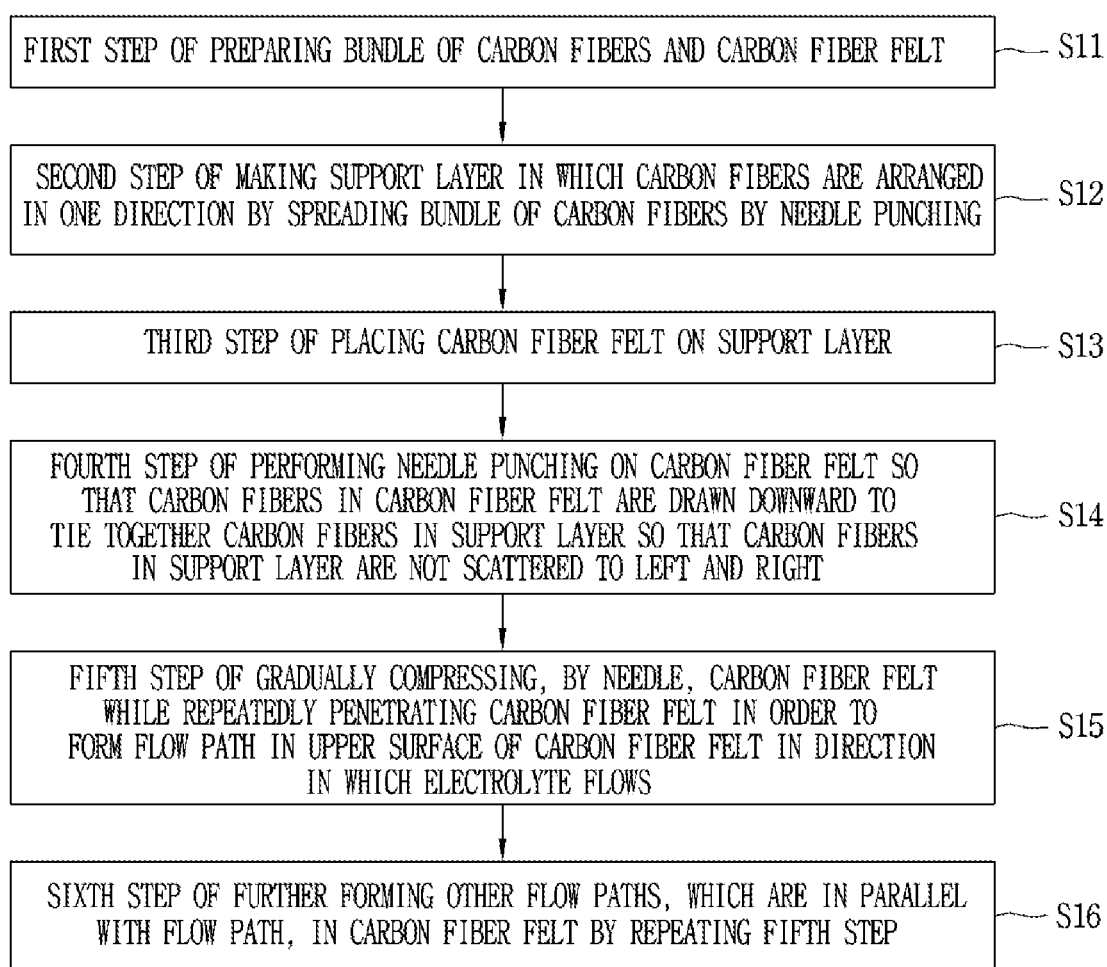 FIRST STEP OF PREPARING BUNDLE OF CARBON FIBERS AND CARBON FIBER FELT
S11
SECOND STEP OF MAKING SUPPORT LAYER IN WHICH CARBON FIBERS ARE ARRANGED
IN ONE DIRECTION BY SPREADING BUNDLE OF CARBON FIBERS BY NEEDLE PUNCHING
S12
THIRD STEP OF PLACING CARBON FIBER FELT ON SUPPORT LAYER
S13
FOURTH STEP OF PERFORMING NEEDLE PUNCHING ON CARBON FIBER FELT SO
THAT CARBON FIBERS IN CARBON FIBER FELT ARE DRAWN DOWNWARD TO
TIE TOGETHER CARBON FIBERS IN SUPPORT LAYER SO THAT CARBON FIBERS
IN SUPPORT LAYER ARE NOT SCATTERED TO LEFT AND RIGHT
S14
FIFTH STEP OF GRADUALLY COMPRESSING, BY NEEDLE, CARBON FIBER FELT
WHILE REPEATEDLY PENETRATING CARBON FIBER FELT IN ORDER TO
FORM FLOW PATH IN UPPER SURFACE OF CARBON FIBER FELT IN DIRECTION
IN WHICH ELECTROLYTE FLOWS
S15
SIXTH STEP OF FURTHER FORMING OTHER FLOW PATHS, WHICH ARE IN PARALLEL
WITH FLOW PATH, IN CARBON FIBER FELT BY REPEATING FIFTH STEP
S16